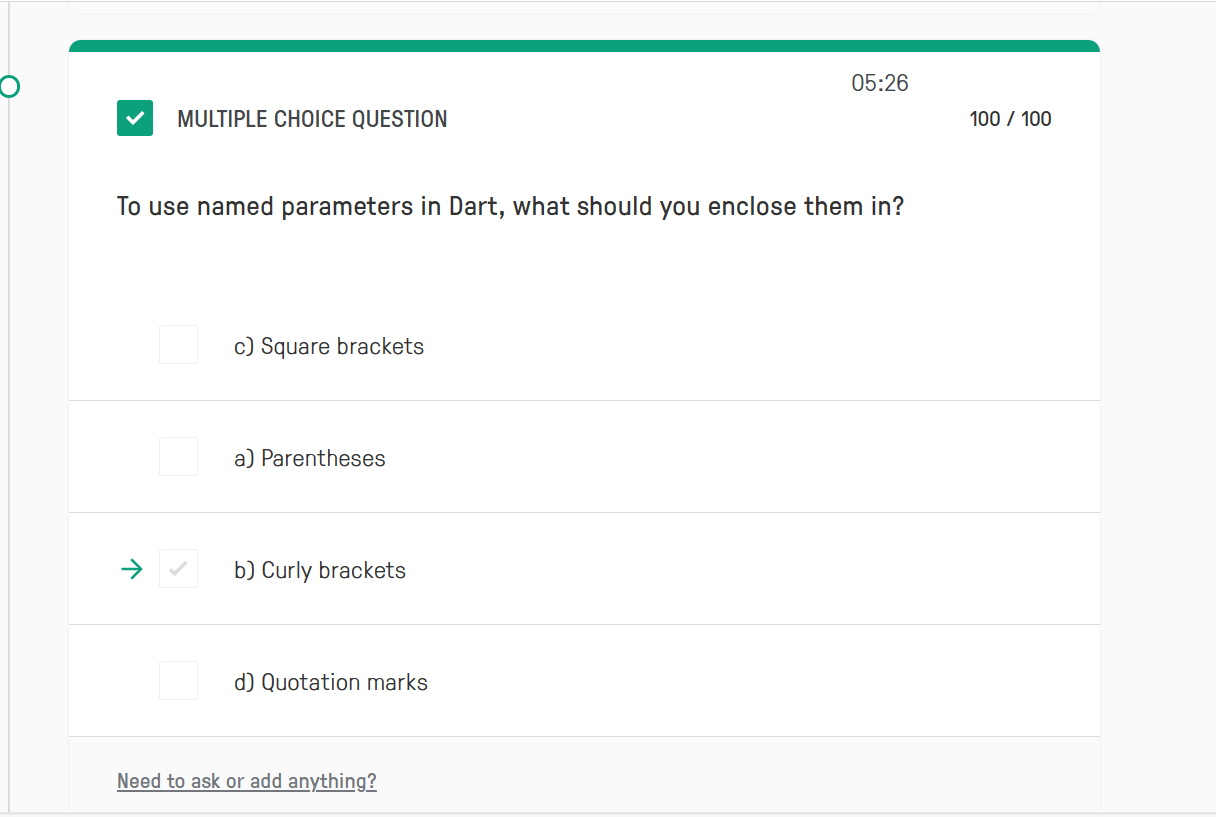 05:26
MULTIPLE CHOICE QUESTION
100 / 100
To use named parameters in Dart, what should you enclose them in?
c) Square brackets
a) Parentheses
b) Curly brackets
d) Quotation marks
Need to ask or add anything?